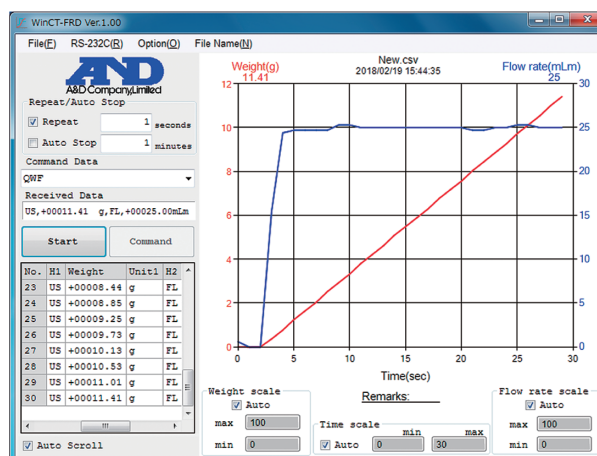 WinCT-FRD Ver.1.00
File(F) RS-232C(R) Option(O) File Name(N)
AND
A&D Company,Limited
Repeat/Auto Stop
Repeat 1 seconds
Auto Stop 1 minutes
Command Data
QWF
Received Data
US,+00011.41 g,FL,+00025.00mLm
Start Command
No. H1 Weight Unit1 H2
23 US +00008.44 g FL
24 US +00008.85 g FL
25 US +00009.25 g FL
26 US +00009.73 g FL
27 US +00010.13 g FL
28 US +00010.53 g FL
29 US +00011.01 g FL
30 US +00011.41 g FL
Auto Scroll
New.csv
Weight(g) 2018/02/19 15:44:35 Flow rate(mLm)
11.41 25
12 30
10 25
8 20
6 15
4 10
2 5
0 0
0 5 10 15 20 25 30
Time(sec)
Remarks:
Weight scale
Auto
max 100
min 0
Time scale
min max
Auto 0 30
Flow rate scale
Auto
max 100
min 0